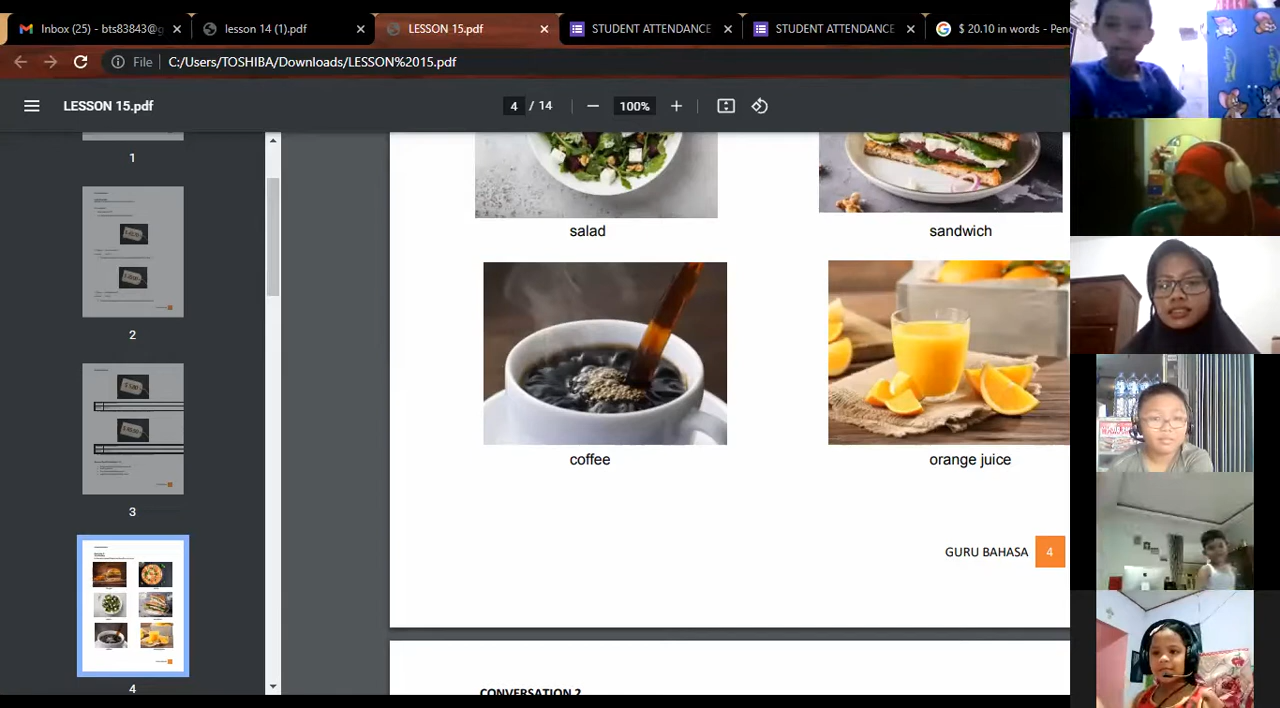 Inbox (25) - bts83843@g
lesson 14 (1).pdf
LESSON 15.pdf
STUDENT ATTENDANCE
STUDENT ATTENDANCE
$ 20.10 in words - Pen
File
C:/Users/TOSHIBA/Downloads/LESSON%2015.pdf
LESSON 15.pdf
4 / 14
100%
1
2
3
4
salad
sandwich
coffee
orange juice
GURU BAHASA 4
CONVERSATION 2